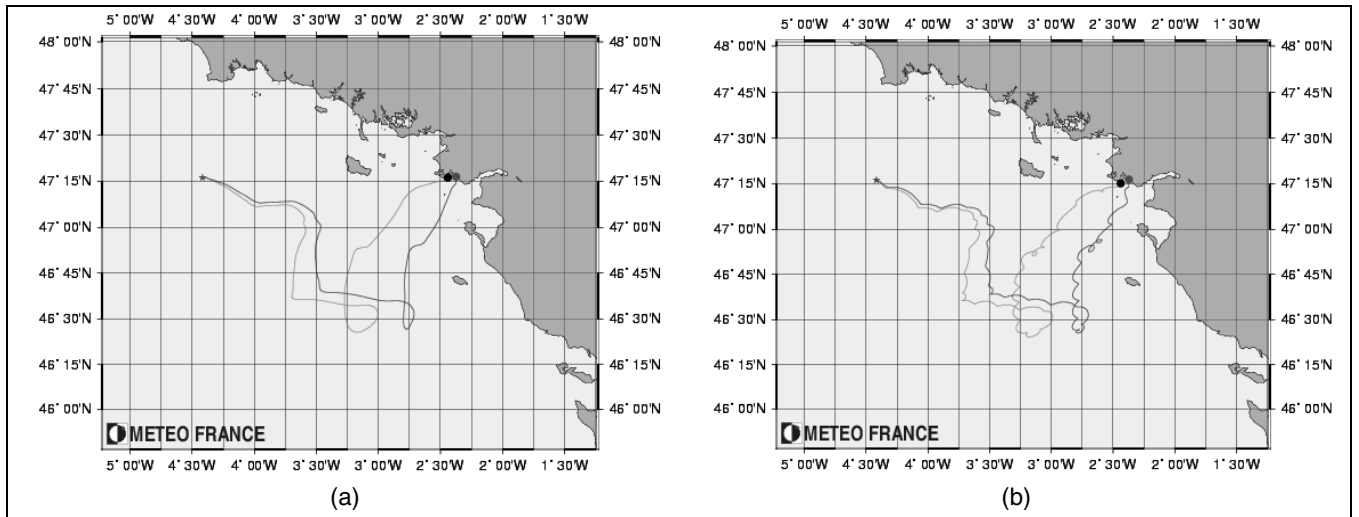 5° 00'W 4° 30'W 4° 00'W 3° 30'W 3° 00'W 2° 30'W 2° 00'W 1° 30'W
48° 00'N 48° 00'N
47° 45'N 47° 45'N
47° 30'N 47° 30'N
47° 15'N 47° 15'N
47° 00'N 47° 00'N
46° 45'N 46° 45'N
46° 30'N 46° 30'N
46° 15'N 46° 15'N
46° 00'N 46° 00'N
METEO FRANCE
5° 00'W 4° 30'W 4° 00'W 3° 30'W 3° 00'W 2° 30'W 2° 00'W 1° 30'W
(a)
5° 00'W 4° 30'W 4° 00'W 3° 30'W 3° 00'W 2° 30'W 2° 00'W 1° 30'W
48° 00'N 48° 00'N
47° 45'N 47° 45'N
47° 30'N 47° 30'N
47° 15'N 47° 15'N
47° 00'N 47° 00'N
46° 45'N 46° 45'N
46° 30'N 46° 30'N
46° 15'N 46° 15'N
46° 00'N 46° 00'N
METEO FRANCE
5° 00'W 4° 30'W 4° 00'W 3° 30'W 3° 00'W 2° 30'W 2° 00'W 1° 30'W
(b)